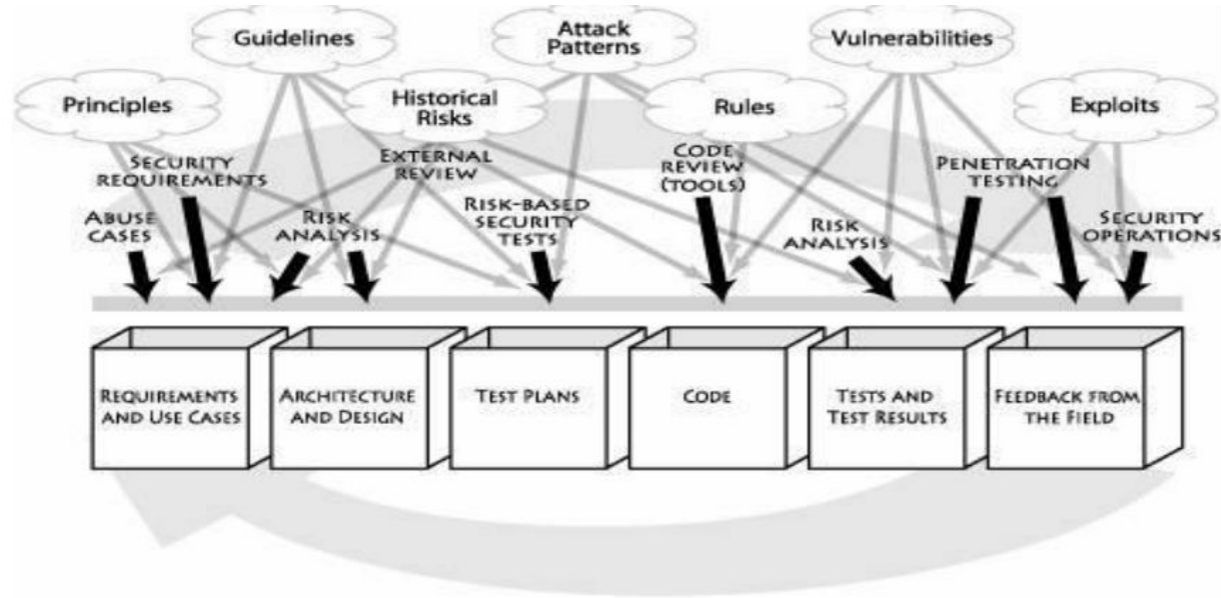 Guidelines
Attack
Patterns
Vulnerabilities
Principles
Historical
Risks
Rules
Exploits
SECURITY
REQUIREMENTS
EXTERNAL
REVIEW
CODE
REVIEW
(TOOLS)
PENETRATION
TESTING
ABUSE
CASES
RISK
ANALYSIS
RISK-BASED
SECURITY
TESTS
RISK
ANALYSIS
SECURITY
OPERATIONS
REQUIREMENTS
AND USE CASES
ARCHITECTURE
AND DESIGN
TEST PLANS
CODE
TESTS AND
TEST RESULTS
FEEDBACK FROM
THE FIELD